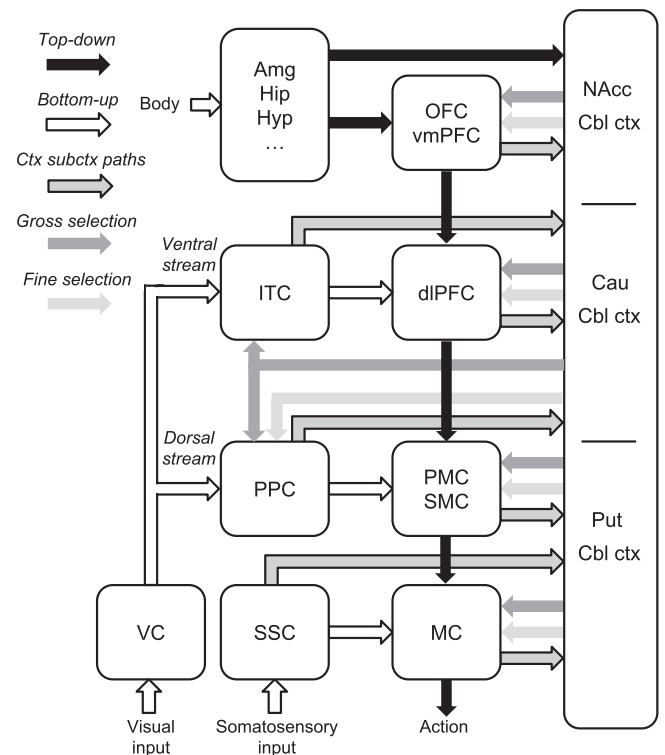 Top-down
Bottom-up
Ctx subctx paths
Gross selection
Fine selection
Body
Amg
Hip
Hyp
...
OFC
vmPFC
NAcc
Cbl ctx
Ventral
stream
ITC
dlPFC
Cau
Cbl ctx
Dorsal
stream
PPC
PMC
SMC
Put
Cbl ctx
VC
SSC
MC
Visual
input
Somatosensory
input
Action